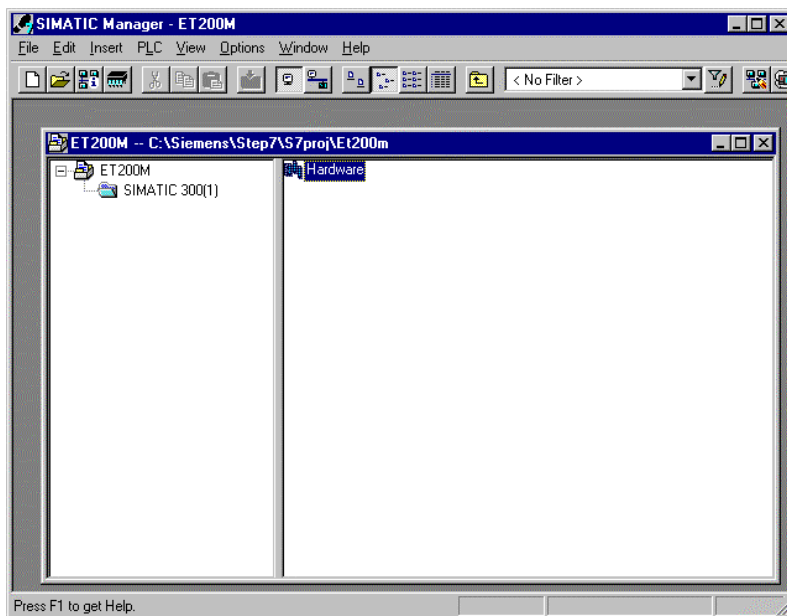 SIMATIC Manager - ET200M
File Edit Insert PLC View Options Window Help
< No Filter >
ET200M -- C:\Siemens\Step7\S7proj\Et200m
ET200M
SIMATIC 300(1)
Hardware
Press F1 to get Help.